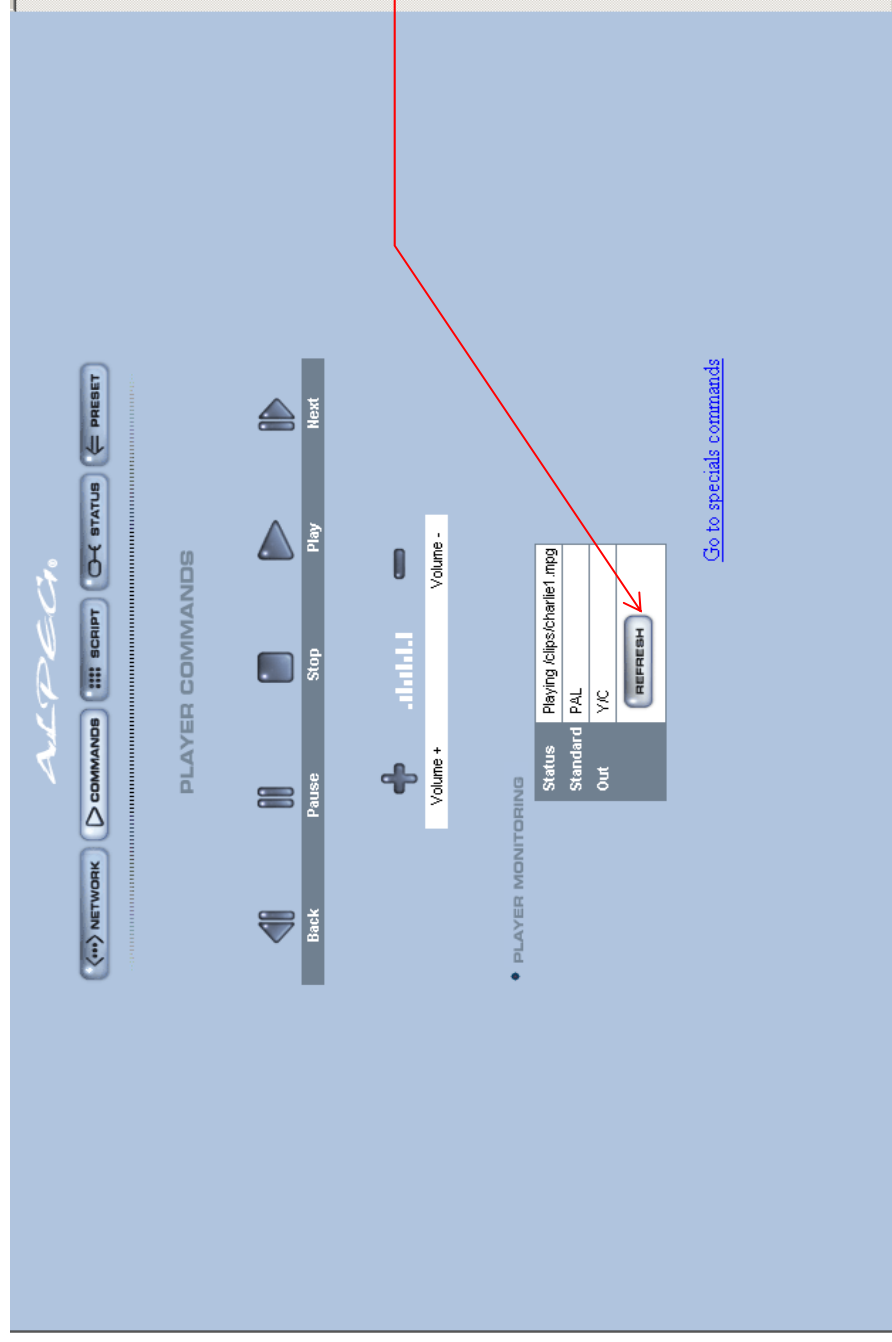 ALPEG®
NETWORK COMMANDS SCRIPT STATUS PRESET
PLAYER COMMANDS
Back Pause Stop Play Next
Volume + Volume -
PLAYER MONITORING
Status Playing /clips/charlie1.mpg
Standard PAL
Out Y/C
REFRESH
Go to specials commands